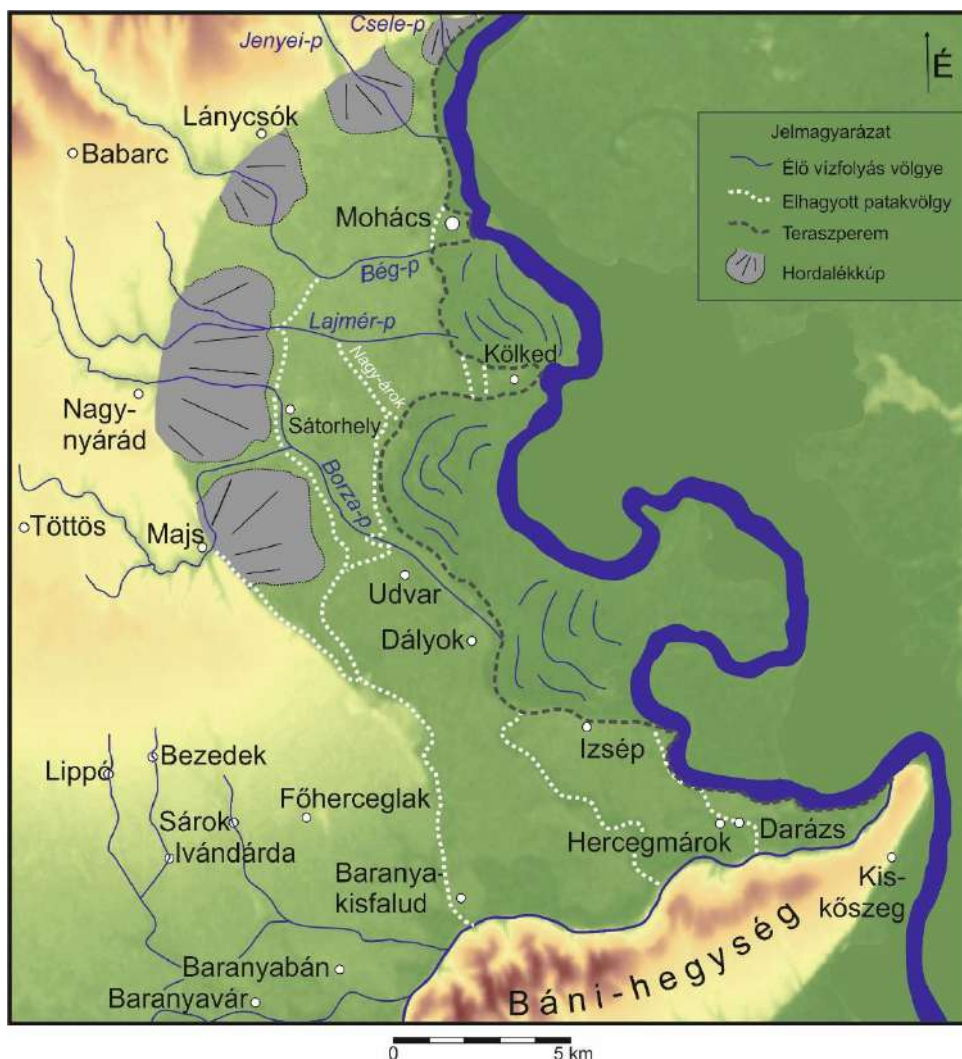 Csele-p
Jenyei-p
É
Lánycsók
Babarc
Jelmagyarázat
Élő vízfolyás völgye
Elhagyott patakvölgy
Teraszperem
Hordalékkúp
Mohács
Bég-p
Lajmér-p
Nagy-árok
Kölked
Nagy-
nyárád
Sátorhely
Borza-p
Töttös
Majs
Udvar
Dályok
Izsép
Lippó
Bezedek
Sárok
Ivándárda
Főherceglak
Hercegmárok
Darázs
Baranya-
kisfalud
Kis-
kőszeg
Baranyabán
Baranyavár
Báni-hegység
0 5 km